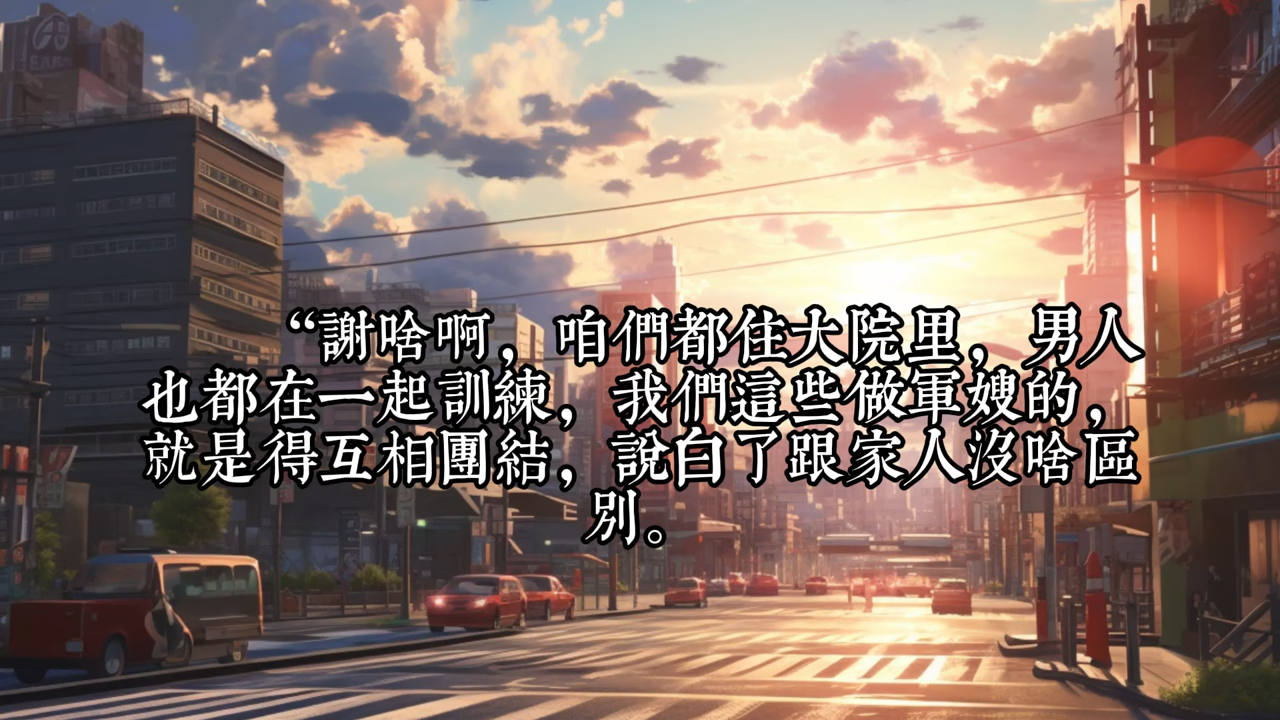 “謝啥啊，咱們都住大院里，男人
也都在一起訓練，我們這些做軍嫂的，
就是得互相團結，說白了跟家人沒啥區
別。